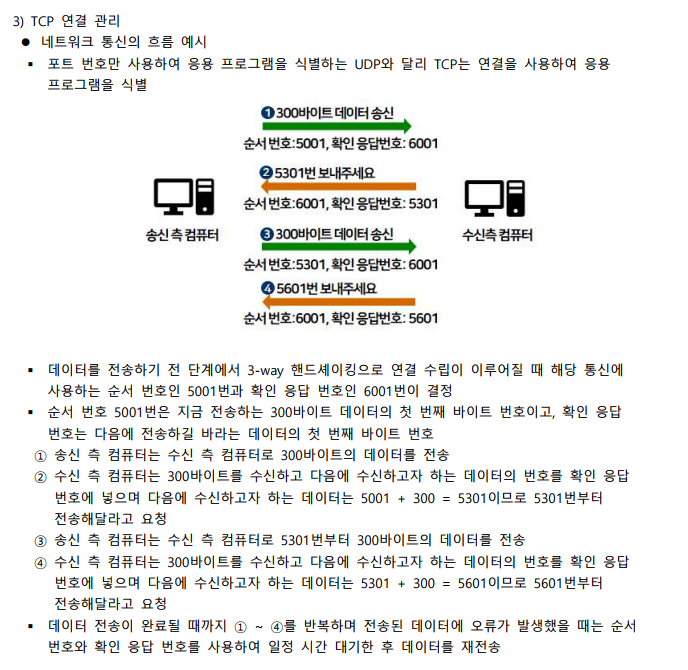 3) TCP 연결 관리
● 네트워크 통신의 흐름 예시
▪ 포트 번호만 사용하여 응용 프로그램을 식별하는 UDP와 달리 TCP는 연결을 사용하여 응용
프로그램을 식별
❶ 300바이트 데이터 송신
순서 번호:5001, 확인 응답번호: 6001
❷ 5301번 보내주세요
순서 번호:6001, 확인 응답번호: 5301
송신 측 컴퓨터
수신측 컴퓨터
❸ 300바이트 데이터 송신
순서 번호:5301, 확인 응답번호: 6001
❹ 5601번 보내주세요
순서 번호:6001, 확인 응답번호: 5601
▪ 데이터를 전송하기 전 단계에서 3-way 핸드셰이킹으로 연결 수립이 이루어질 때 해당 통신에
사용하는 순서 번호인 5001번과 확인 응답 번호인 6001번이 결정
▪ 순서 번호 5001번은 지금 전송하는 300바이트 데이터의 첫 번째 바이트 번호이고, 확인 응답
번호는 다음에 전송하길 바라는 데이터의 첫 번째 바이트 번호
① 송신 측 컴퓨터는 수신 측 컴퓨터로 300바이트의 데이터를 전송
② 수신 측 컴퓨터는 300바이트를 수신하고 다음에 수신하고자 하는 데이터의 번호를 확인 응답
번호에 넣으며 다음에 수신하고자 하는 데이터는 5001 + 300 = 5301이므로 5301번부터
전송해달라고 요청
③ 송신 측 컴퓨터는 수신 측 컴퓨터로 5301번부터 300바이트의 데이터를 전송
④ 수신 측 컴퓨터는 300바이트를 수신하고 다음에 수신하고자 하는 데이터의 번호를 확인 응답
번호에 넣으며 다음에 수신하고자 하는 데이터는 5301 + 300 = 5601이므로 5601번부터
전송해달라고 요청
▪ 데이터 전송이 완료될 때까지 ① ~ ④를 반복하며 전송된 데이터에 오류가 발생했을 때는 순서
번호와 확인 응답 번호를 사용하여 일정 시간 대기한 후 데이터를 재전송